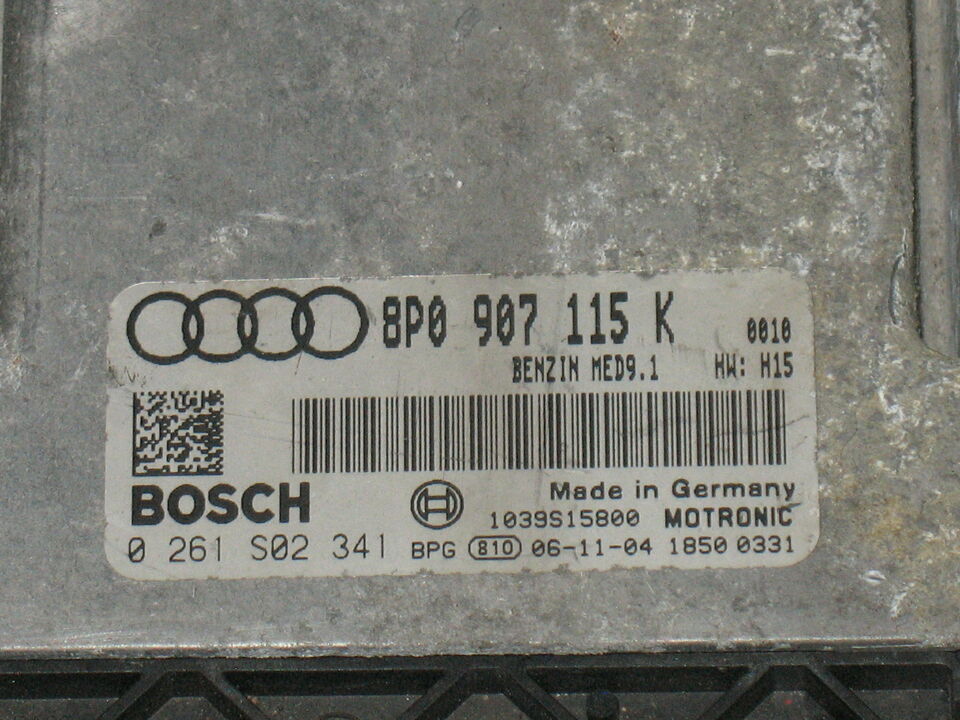 8P0 907 115 K 0010
BENZIN MED9.1 HW: H15
BOSCH
Made in Germany
1039S15800 MOTRONIC
0 261 S02 341 BPG 810 06-11-04 1850 0331